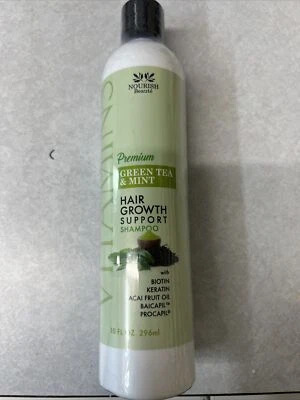 NOURISH
Beauté
Premium
GREEN TEA
& MINT
HAIR
GROWTH
SUPPORT
SHAMPOO
with
BIOTIN
KERATIN
ACAI FRUIT OIL
BAICAPIL™
PROCAPIL®
10 FL OZ 296ml